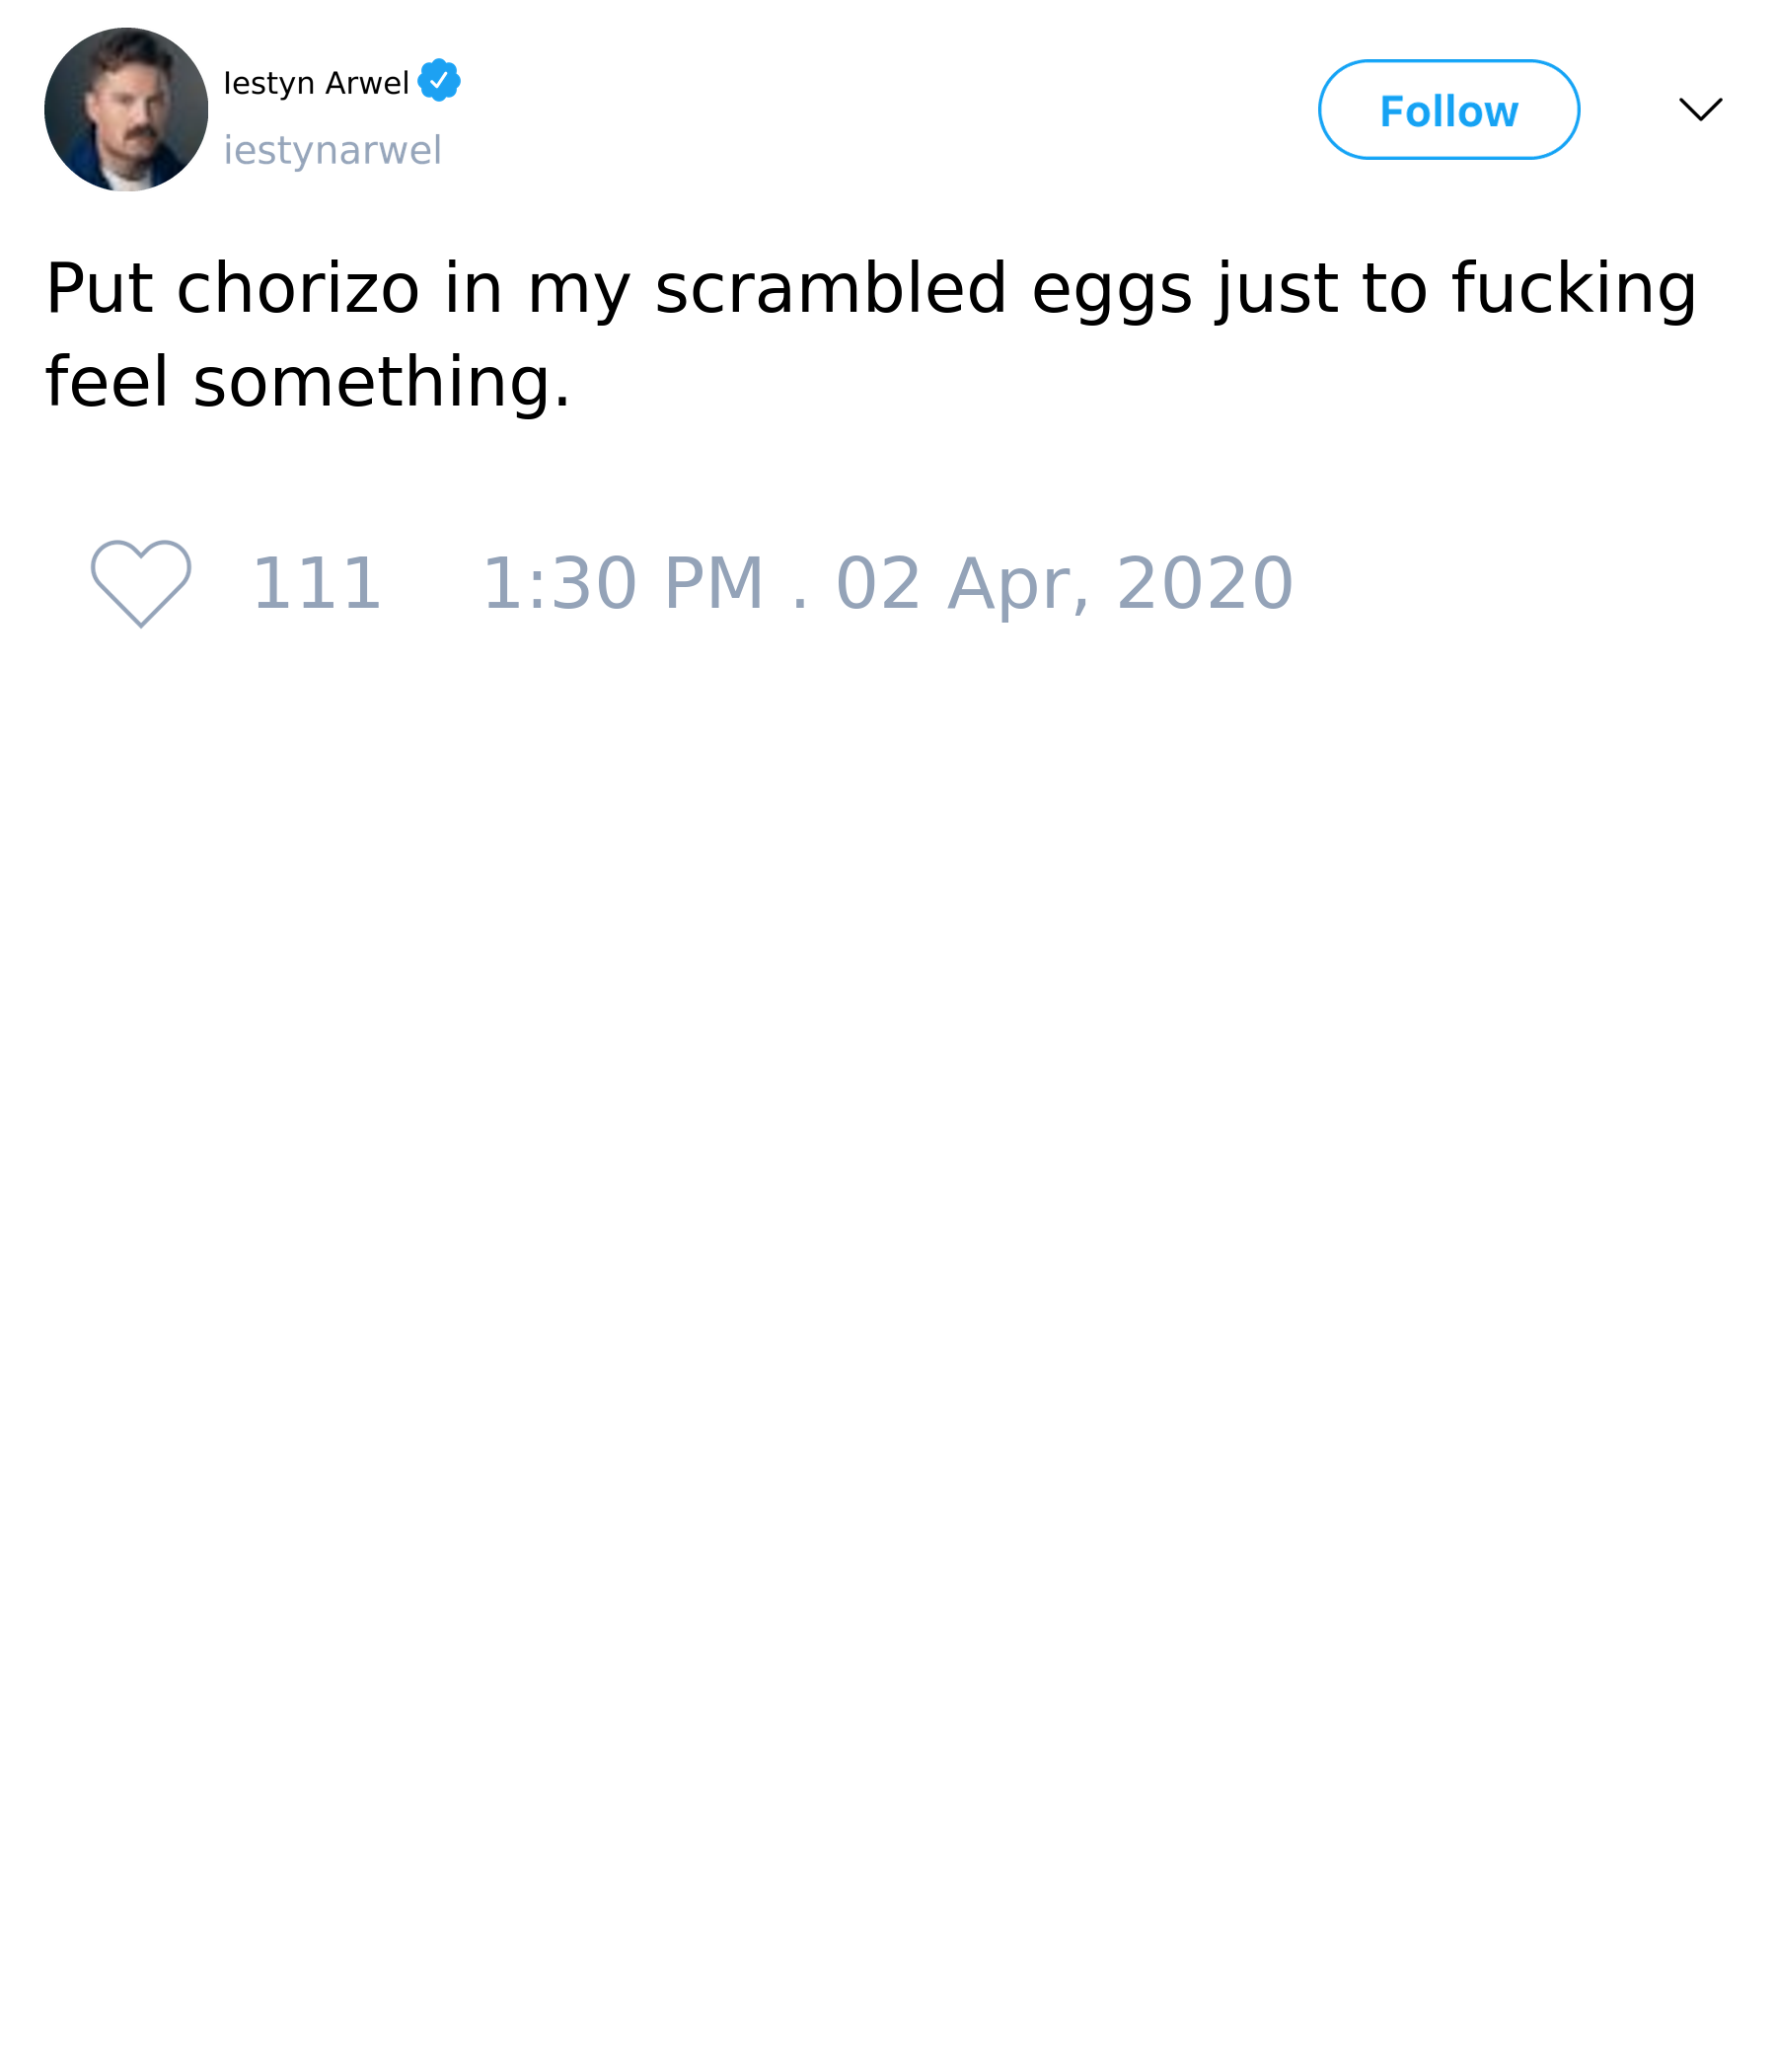 Iestyn Arwel
iestynarwel
Follow
Put chorizo in my scrambled eggs just to fucking
feel something.
111 1:30 PM . 02 Apr, 2020